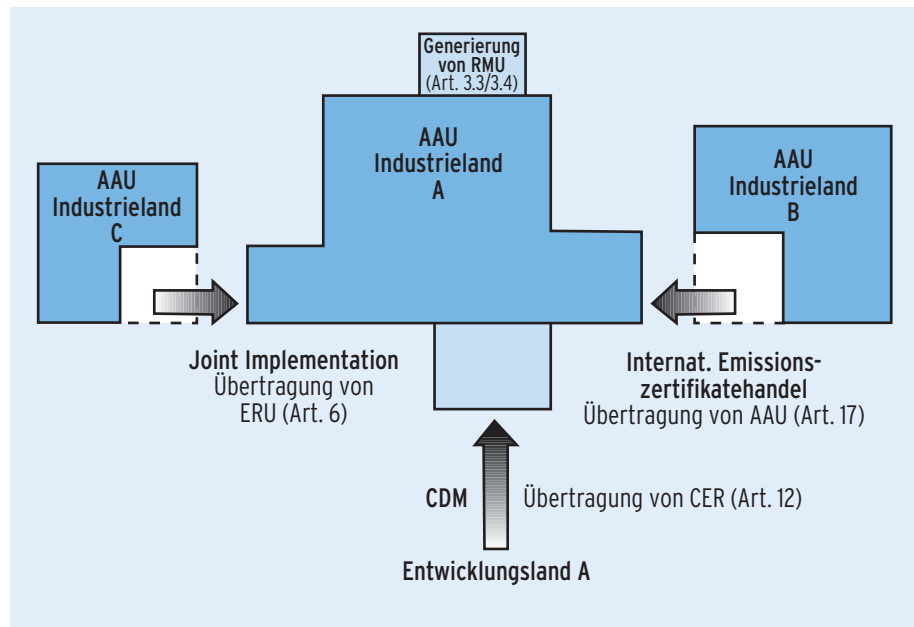 Generierung
von RMU
(Art. 3.3/3.4)
AAU
Industrieland
A
AAU
Industrieland
C
AAU
Industrieland
B
Joint Implementation
Übertragung von
ERU (Art. 6)
Internat. Emissions-
zertifikatehandel
Übertragung von AAU (Art. 17)
CDM Übertragung von CER (Art. 12)
Entwicklungsland A